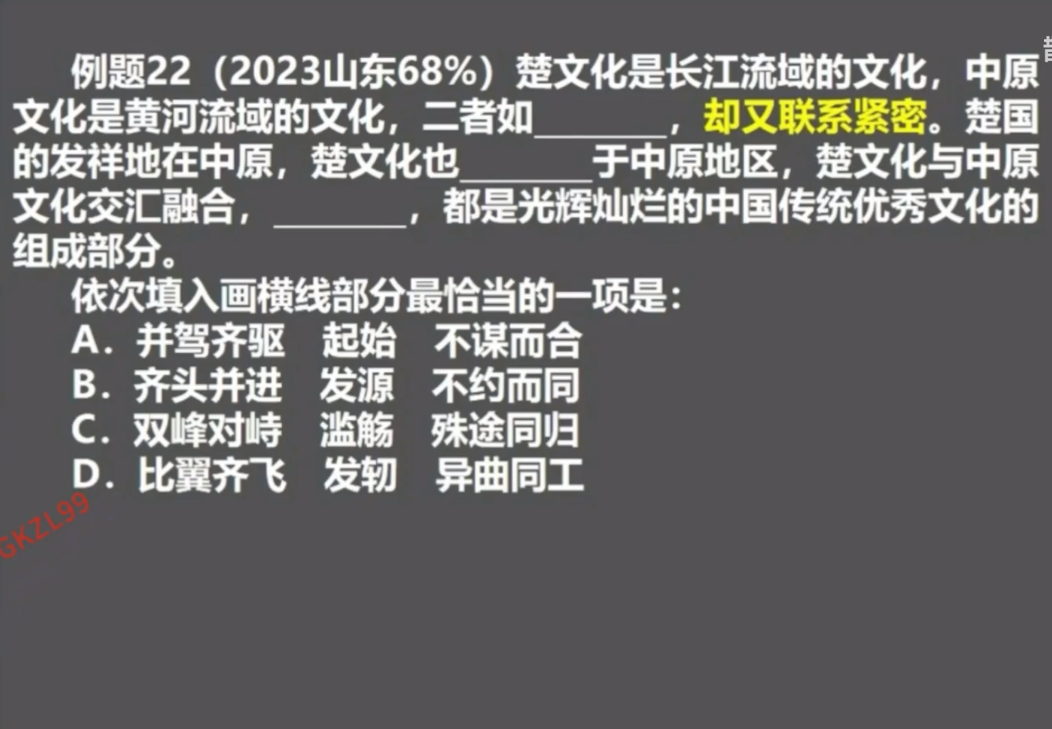 例题22（2023山东68%）楚文化是长江流域的文化，中原
文化是黄河流域的文化，二者如________，却又联系紧密。楚国
的发祥地在中原，楚文化也________于中原地区，楚文化与中原
文化交汇融合，________，都是光辉灿烂的中国传统优秀文化的
组成部分。
依次填入画横线部分最恰当的一项是：
A．并驾齐驱 起始 不谋而合
B．齐头并进 发源 不约而同
C．双峰对峙 滥觞 殊途同归
D．比翼齐飞 发轫 异曲同工
GKZL99